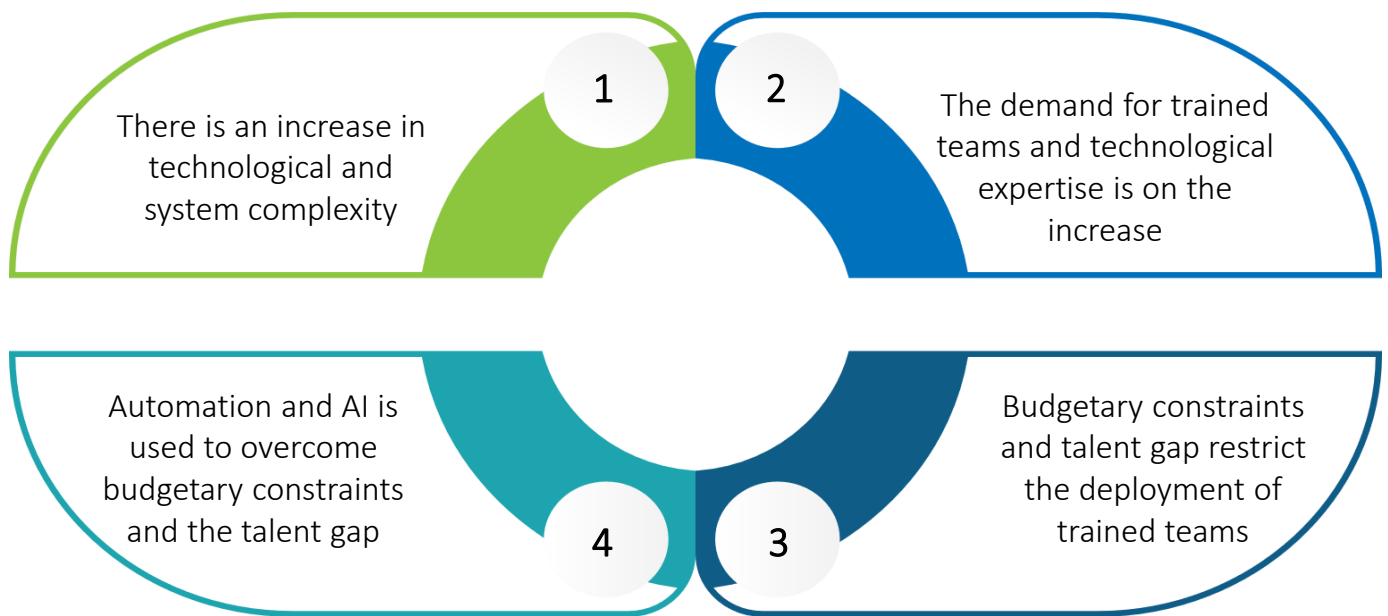 1
There is an increase in
technological and
system complexity
2
The demand for trained
teams and technological
expertise is on the
increase
3
Budgetary constraints
and talent gap restrict
the deployment of
trained teams
4
Automation and AI is
used to overcome
budgetary constraints
and the talent gap